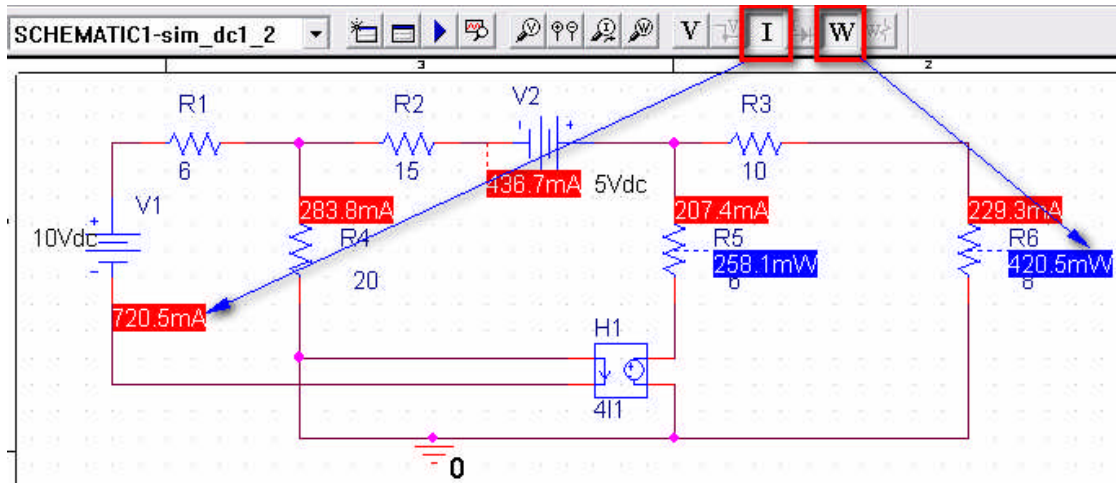 SCHEMATIC1-sim_dc1_2
V I W
3 2
R1 R2 V2 R3
6 15 5Vdc 10
436.7mA
283.8mA 207.4mA 229.3mA
V1
10Vdc
R4 R5 R6
258.1mW 420.5mW
20 8
720.5mA
H1
4I1
0